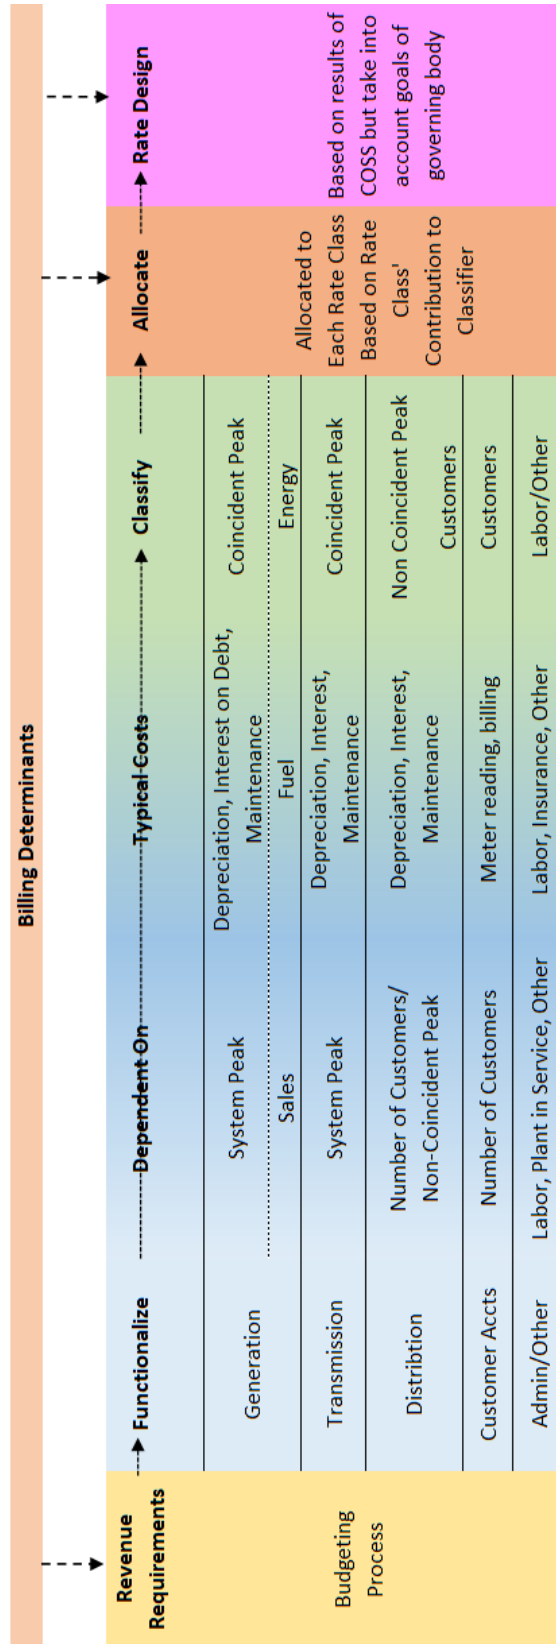 Billing Determinants
Revenue
Requirements
Functionalize
Dependent On
Typical Costs
Classify
Allocate
Rate Design
Budgeting
Process
Generation
System Peak
Depreciation, Interest on Debt,
Maintenance
Coincident Peak
Sales
Fuel
Energy
Transmission
System Peak
Depreciation, Interest,
Maintenance
Coincident Peak
Distribtion
Number of Customers/
Non-Coincident Peak
Depreciation, Interest,
Maintenance
Non Coincident Peak
Customers
Customer Accts
Number of Customers
Meter reading, billing
Customers
Admin/Other
Labor, Plant in Service, Other
Labor, Insurance, Other
Labor/Other
Allocated to
Each Rate Class
Based on Rate
Class'
Contribution to
Classifier
Based on results of
COSS but take into
account goals of
governing body